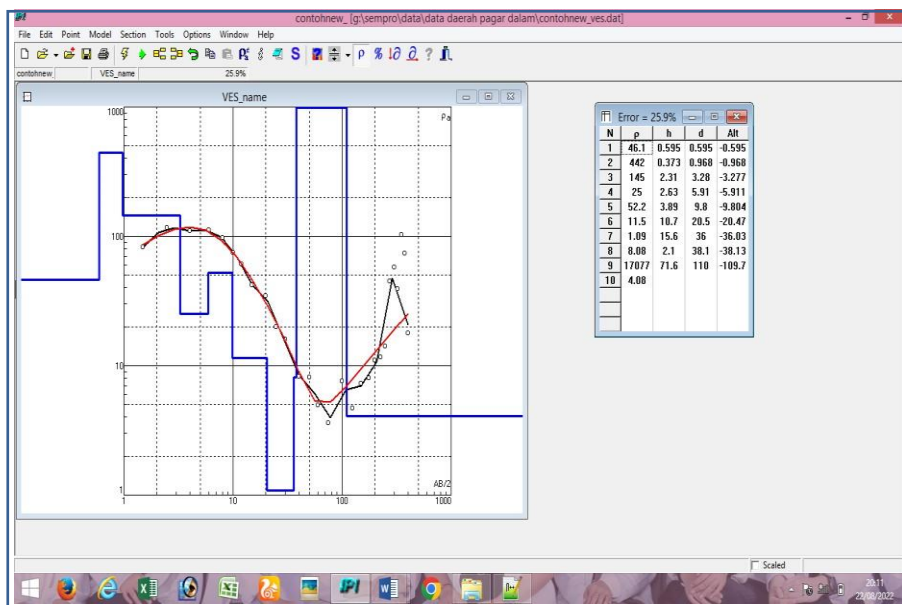 contohnew_ [g:\sempro\data\data daerah pagar dalam\contohnew_ves.dat]
File Edit Point Model Section Tools Options Window Help
contohnew_ VES_name 25.9%
VES_name
1000
Pa
100
10
1
1 10 100 1000
AB/2
Error = 25.9%
N ρ h d Alt
1 46.1 0.595 0.595 -0.595
2 442 0.373 0.968 -0.968
3 145 2.31 3.28 -3.277
4 25 2.63 5.91 -5.911
5 52.2 3.89 9.8 -9.804
6 11.5 10.7 20.5 -20.47
7 1.09 15.6 36 -36.03
8 8.08 2.1 38.1 -38.13
9 17077 71.6 110 -109.7
10 4.08
Scaled
20:11
22/08/2022